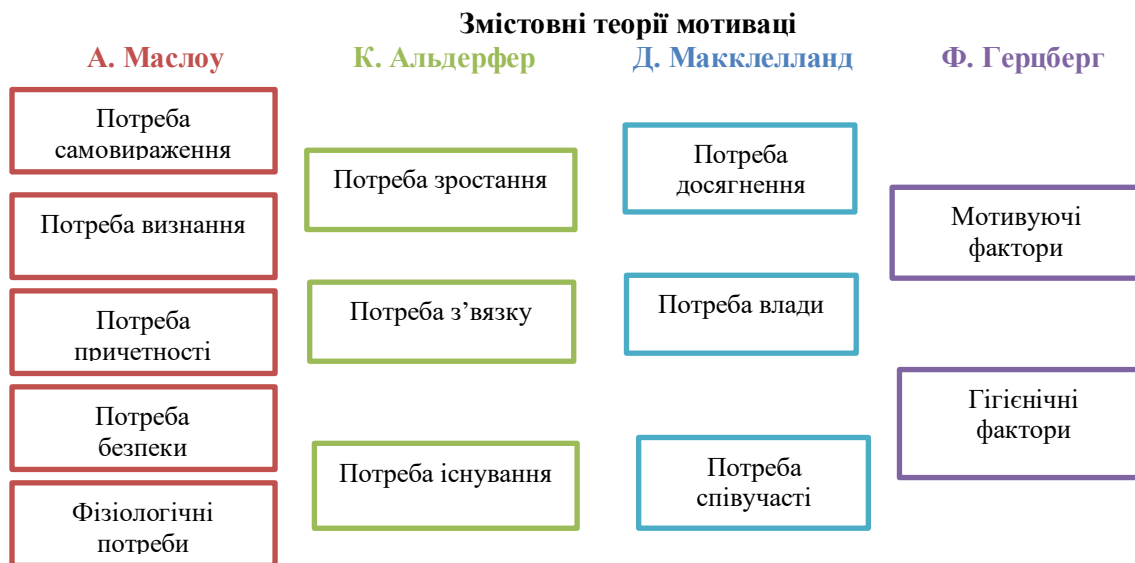 Змістовні теорії мотиваці
А. Маслоу
Потреба
самовираження
Потреба визнання
Потреба
причетності
Потреба
безпеки
Фізіологічні
потреби
К. Альдерфер
Потреба зростання
Потреба з’вязку
Потреба існування
Д. Макклелланд
Потреба
досягнення
Потреба влади
Потреба
співучасті
Ф. Герцберг
Мотивуючі
фактори
Гігієнічні
фактори